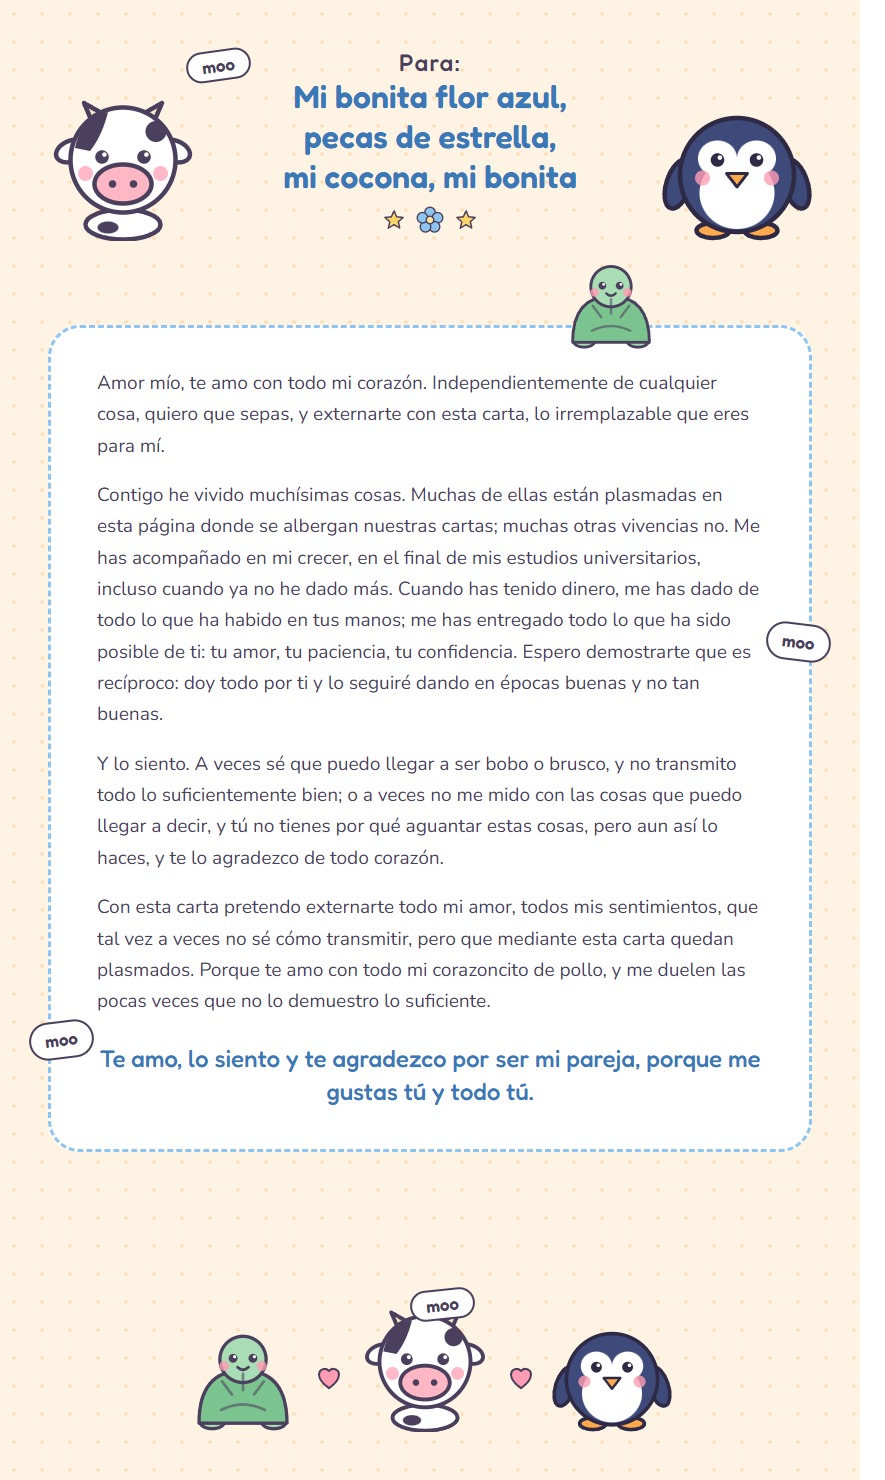 moo
Para:
Mi bonita flor azul,
pecas de estrella,
mi cocona, mi bonita
Amor mío, te amo con todo mi corazón. Independientemente de cualquier
cosa, quiero que sepas, y externarte con esta carta, lo irremplazable que eres
para mí.
Contigo he vivido muchísimas cosas. Muchas de ellas están plasmadas en
esta página donde se albergan nuestras cartas; muchas otras vivencias no. Me
has acompañado en mi crecer, en el final de mis estudios universitarios,
incluso cuando ya no he dado más. Cuando has tenido dinero, me has dado de
todo lo que ha habido en tus manos; me has entregado todo lo que ha sido
posible de ti: tu amor, tu paciencia, tu confidencia. Espero demostrarte que es
recíproco: doy todo por ti y lo seguiré dando en épocas buenas y no tan
buenas.
moo
Y lo siento. A veces sé que puedo llegar a ser bobo o brusco, y no transmito
todo lo suficientemente bien; o a veces no me mido con las cosas que puedo
llegar a decir, y tú no tienes por qué aguantar estas cosas, pero aun así lo
haces, y te lo agradezco de todo corazón.
Con esta carta pretendo externarte todo mi amor, todos mis sentimientos, que
tal vez a veces no sé cómo transmitir, pero que mediante esta carta quedan
plasmados. Porque te amo con todo mi corazoncito de pollo, y me duelen las
pocas veces que no lo demuestro lo suficiente.
moo
Te amo, lo siento y te agradezco por ser mi pareja, porque me
gustas tú y todo tú.
moo